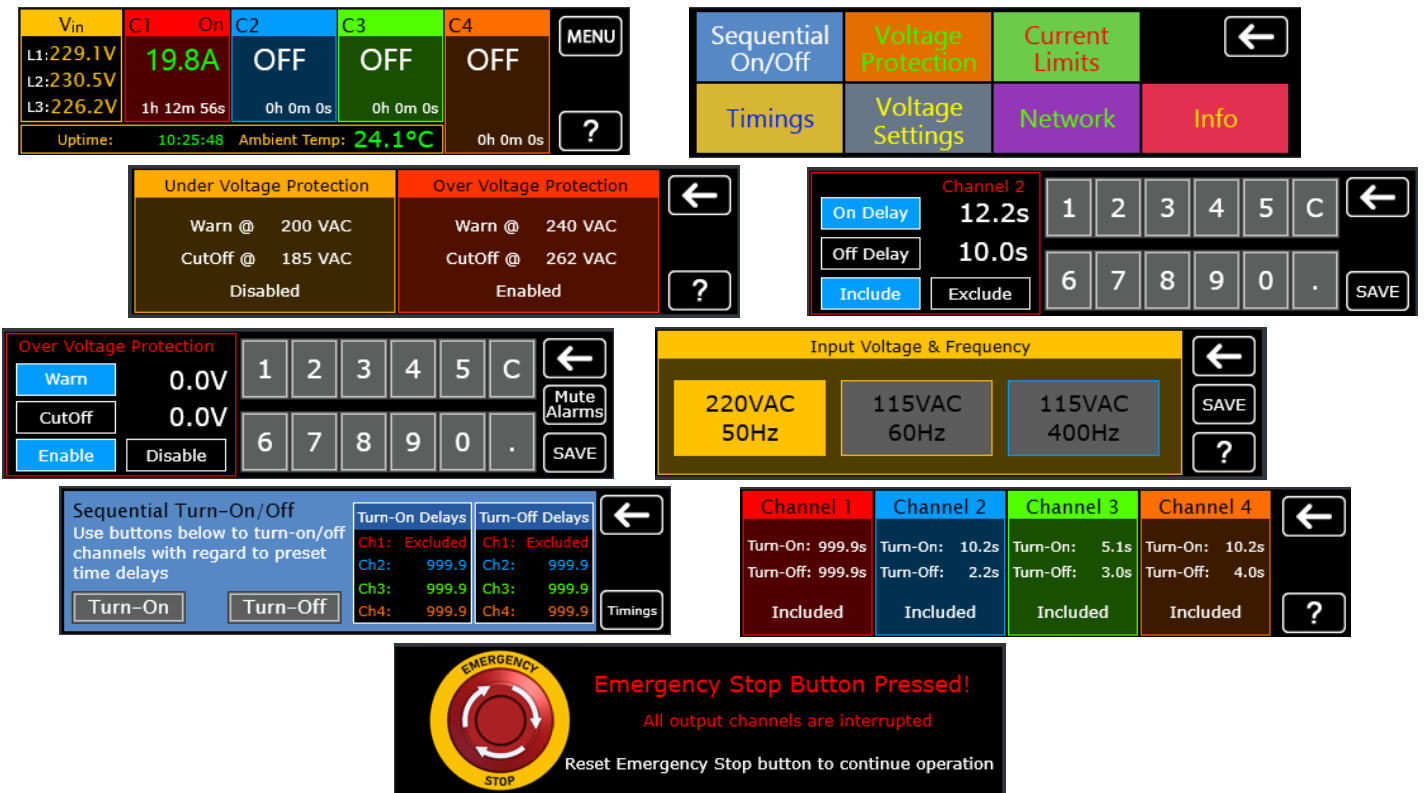 Vin
L1:229.1V
L2:230.5V
L3:226.2V
C1 On
19.8A
1h 12m 56s
C2
OFF
0h 0m 0s
C3
OFF
0h 0m 0s
C4
OFF
0h 0m 0s
Uptime: 10:25:48 Ambient Temp: 24.1°C
MENU
?
Sequential
On/Off
Voltage
Protection
Current
Limits
Timings
Voltage
Settings
Network
Info
Under Voltage Protection
Warn @ 200 VAC
CutOff @ 185 VAC
Disabled
Over Voltage Protection
Warn @ 240 VAC
CutOff @ 262 VAC
Enabled
?
Channel 2
On Delay 12.2s
Off Delay 10.0s
Include Exclude
1 2 3 4 5 C
6 7 8 9 0 .
SAVE
Over Voltage Protection
Warn 0.0V
CutOff 0.0V
Enable Disable
1 2 3 4 5 C
6 7 8 9 0 .
Mute
Alarms
SAVE
Input Voltage & Frequency
220VAC
50Hz
115VAC
60Hz
115VAC
400Hz
SAVE
?
Sequential Turn-On/Off
Use buttons below to turn-on/off
channels with regard to preset
time delays
Turn-On Turn-Off
Turn-On Delays
Ch1: Excluded
Ch2: 999.9
Ch3: 999.9
Ch4: 999.9
Turn-Off Delays
Ch1: Excluded
Ch2: 999.9
Ch3: 999.9
Ch4: 999.9
Timings
Channel 1
Turn-On: 999.9s
Turn-Off: 999.9s
Included
Channel 2
Turn-On: 10.2s
Turn-Off: 2.2s
Included
Channel 3
Turn-On: 5.1s
Turn-Off: 3.0s
Included
Channel 4
Turn-On: 10.2s
Turn-Off: 4.0s
Included
?
EMERGENCY
STOP
Emergency Stop Button Pressed!
All output channels are interrupted
Reset Emergency Stop button to continue operation